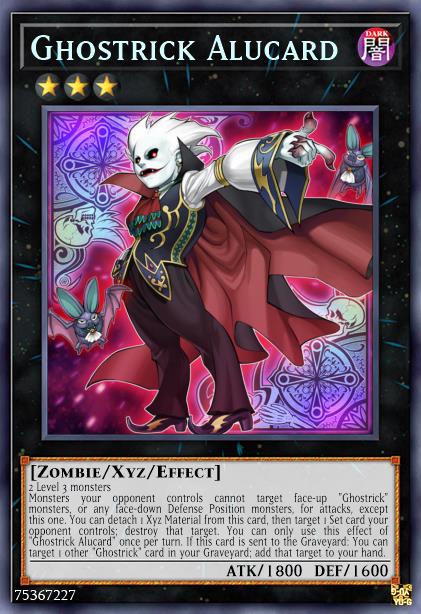 GHOSTRICK ALUCARD
DARK
闇
[ZOMBIE/XYZ/EFFECT]
2 Level 3 monsters
Monsters your opponent controls cannot target face-up "Ghostrick"
monsters, or any face-down Defense Position monsters, for attacks, except
this one. You can detach 1 Xyz Material from this card, then target 1 Set card your
opponent controls; destroy that target. You can only use this effect of
"Ghostrick Alucard" once per turn. If this card is sent to the Graveyard: You can
target 1 other "Ghostrick" card in your Graveyard; add that target to your hand.
ATK/1800 DEF/1600
75367227